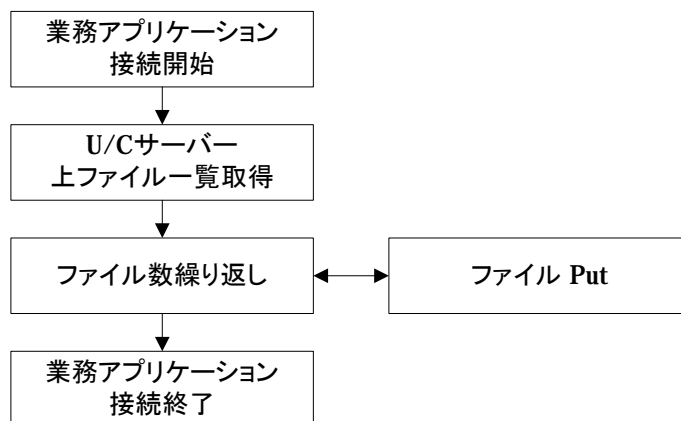 業務アプリケーション
接続開始
U/Cサーバー
上ファイル一覧取得
ファイル数繰り返し
ファイル Put
業務アプリケーション
接続終了